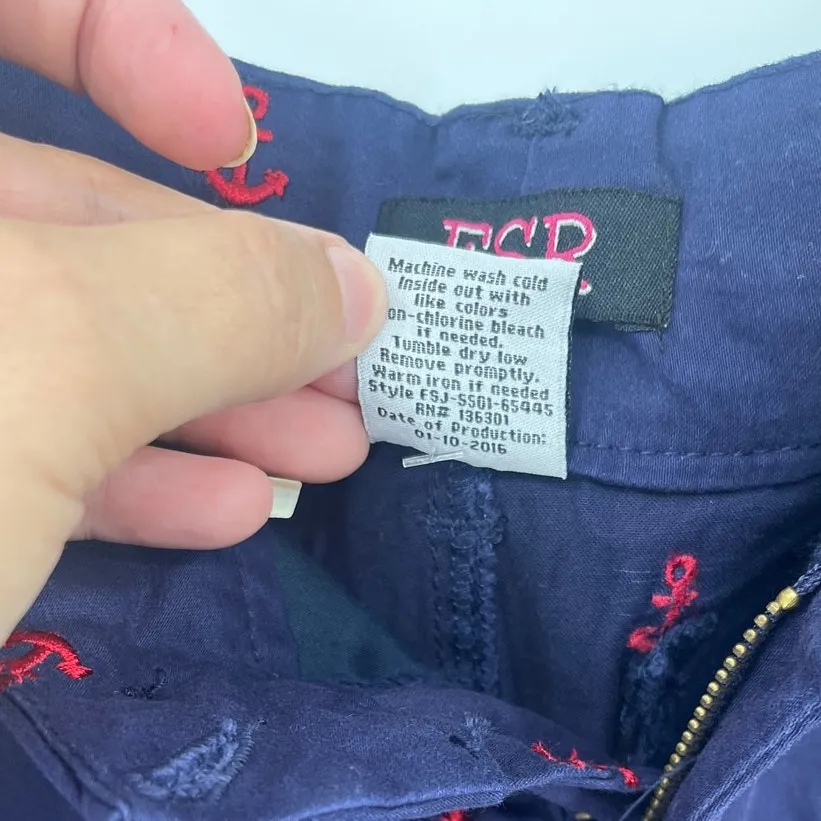 FSR
Machine wash cold
Inside out with
like colors
on-chlorine bleach
if needed.
Tumble dry low
Remove promptly.
Warm iron if needed
Style FSJ-SS01-65445
RN# 136301
Date of Production:
01-10-2016